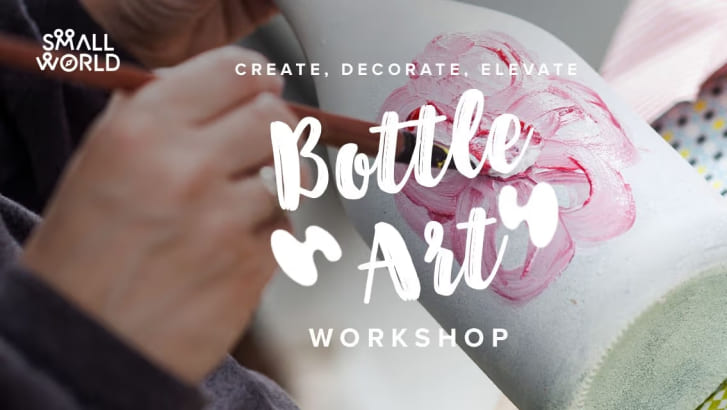 SMALL
WORLD
CREATE, DECORATE, ELEVATE
Bottle
Art
WORKSHOP